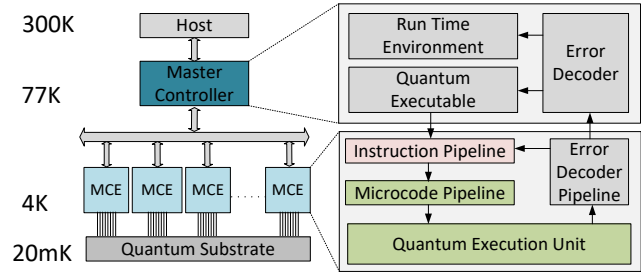 300K
Host
77K
Master
Controller
4K
MCE
MCE
MCE
MCE
20mK
Quantum Substrate
Run Time
Environment
Quantum
Executable
Error
Decoder
Instruction Pipeline
Microcode Pipeline
Error
Decoder
Pipeline
Quantum Execution Unit